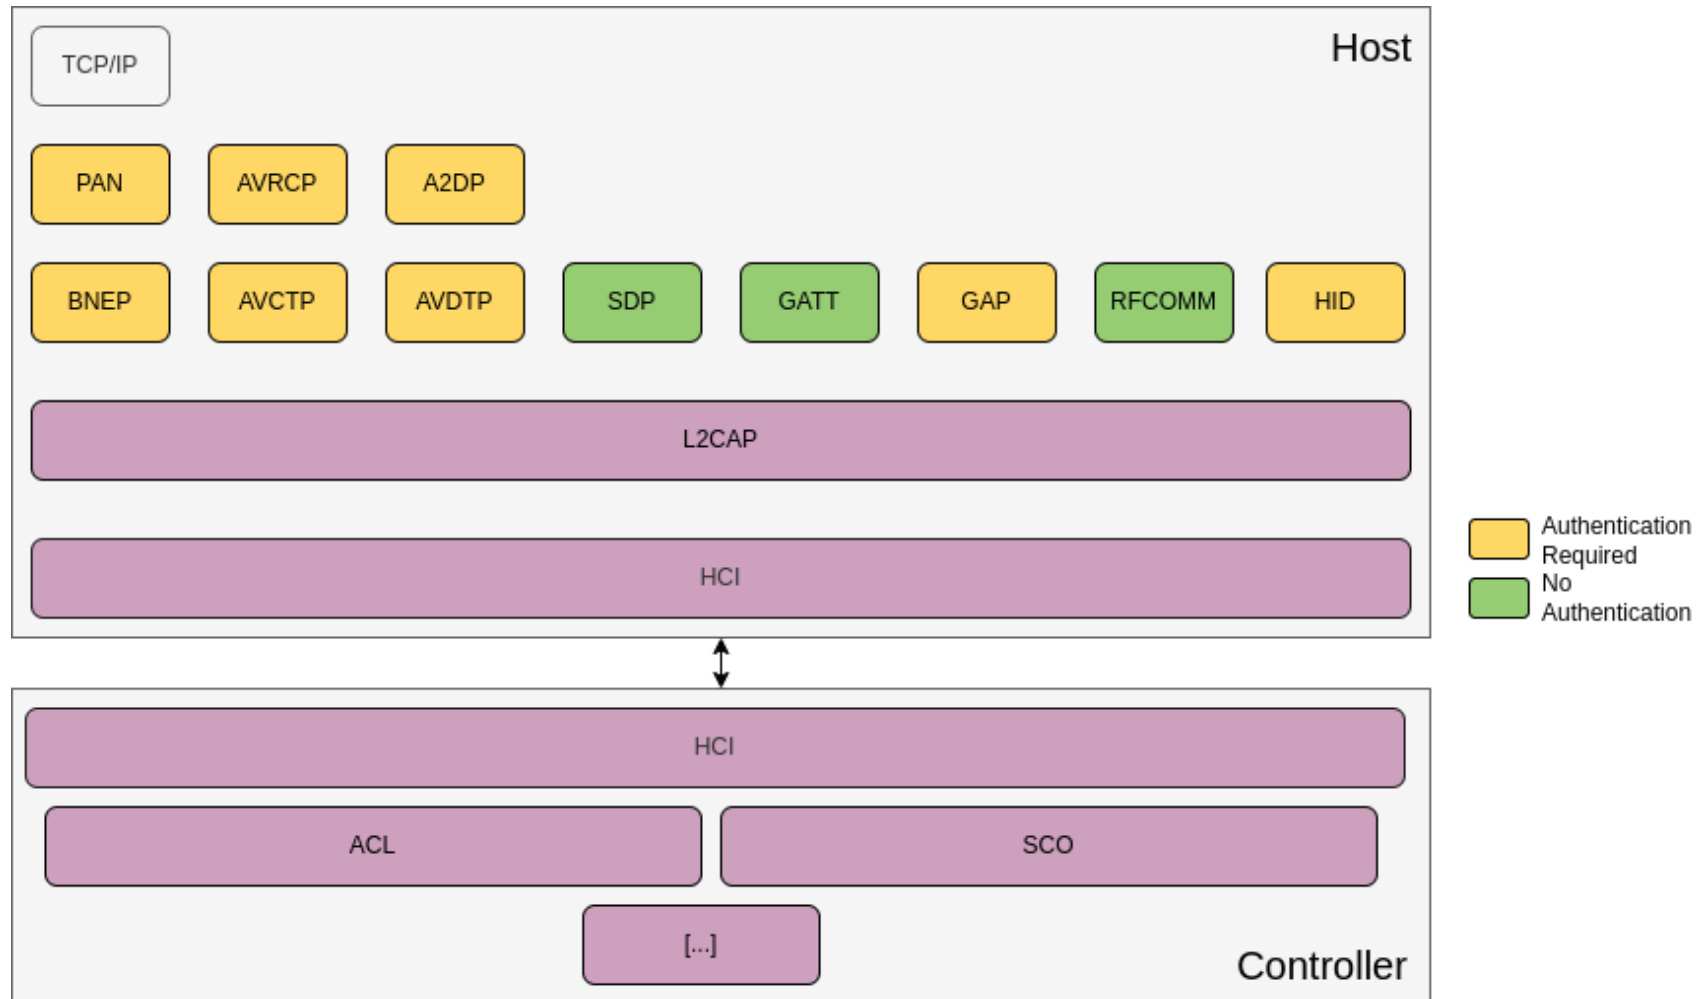 Host
TCP/IP
PAN
AVRCP
A2DP
BNEP
AVCTP
AVDTP
SDP
GATT
GAP
RFCOMM
HID
L2CAP
HCI
Authentication
Required
No
Authentication
HCI
ACL
SCO
[...]
Controller